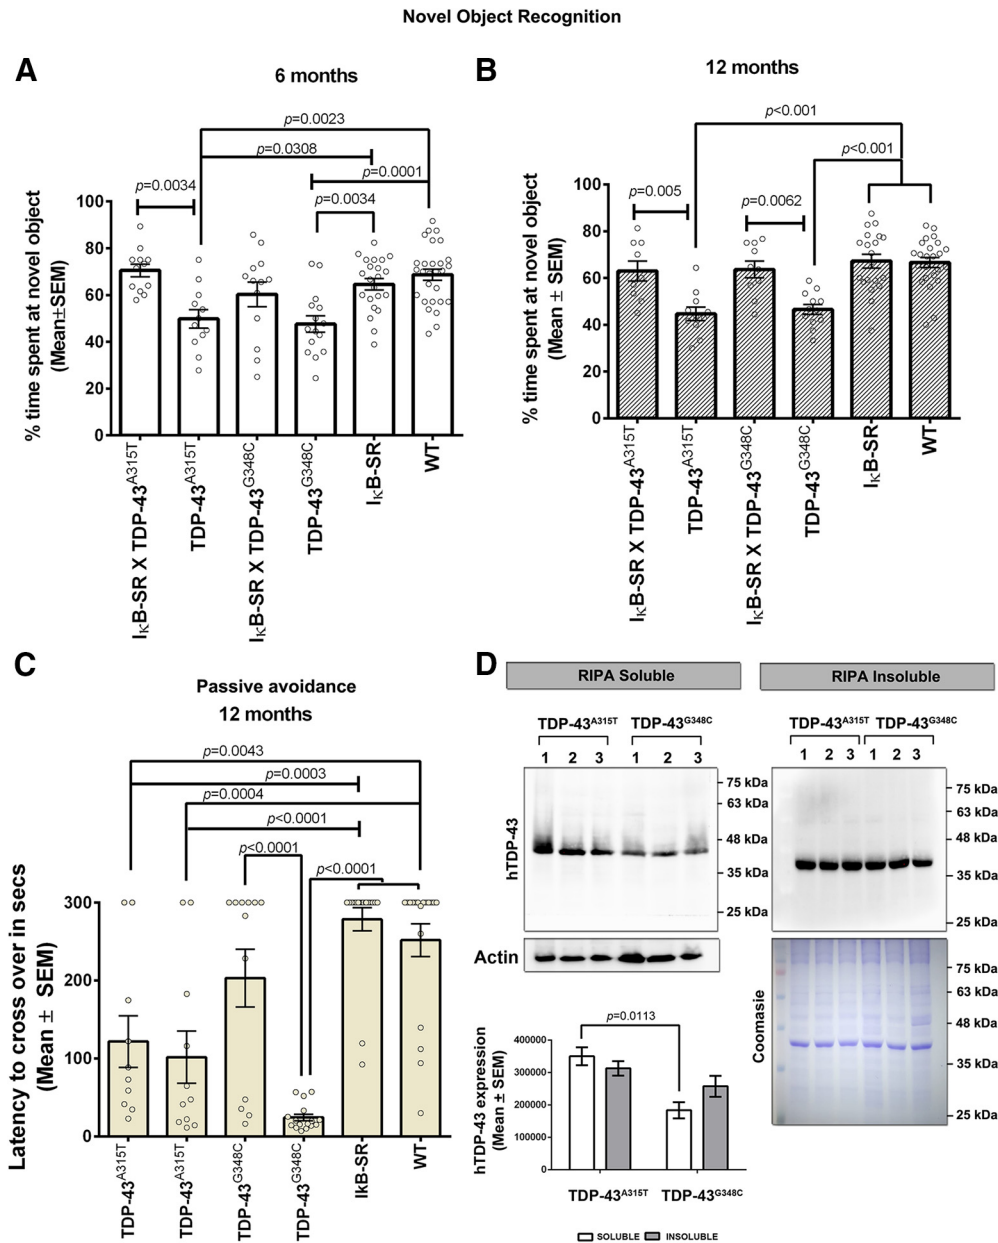 Novel Object Recognition
A
6 months
p=0.0023
p=0.0308
p=0.0001
p=0.0034
p=0.0034
% time spent at novel object
(Mean±SEM)
100
80
60
40
20
0
IκB-SR X TDP-43A315T
TDP-43A315T
IκB-SR X TDP-43G348C
TDP-43G348C
IκB-SR
WT
B
12 months
p<0.001
p<0.001
p=0.005
p=0.0062
% time spent at novel object
(Mean ± SEM)
100
80
60
40
20
0
IκB-SR X TDP-43A315T
TDP-43A315T
IκB-SR X TDP-43G348C
TDP-43G348C
IκB-SR
WT
C
Passive avoidance
12 months
p=0.0043
p=0.0003
p=0.0004
p<0.0001
p<0.0001
p<0.0001
Latency to cross over in secs
(Mean ± SEM)
300
200
100
0
TDP-43A315T
TDP-43A315T
TDP-43G348C
TDP-43G348C
IkB-SR
WT
D
RIPA Soluble
TDP-43A315T TDP-43G348C
1 2 3 1 2 3
hTDP-43
75 kDa
63 kDa
48 kDa
35 kDa
25 kDa
Actin
RIPA Insoluble
TDP-43A315T TDP-43G348C
1 2 3 1 2 3
75 kDa
63 kDa
48 kDa
35 kDa
25 kDa
Coomasie
75 kDa
63 kDa
48 kDa
35 kDa
25 kDa
p=0.0113
hTDP-43 expression
(Mean ± SEM)
400000
300000
200000
100000
0
TDP-43A315T TDP-43G348C
SOLUBLE INSOLUBLE